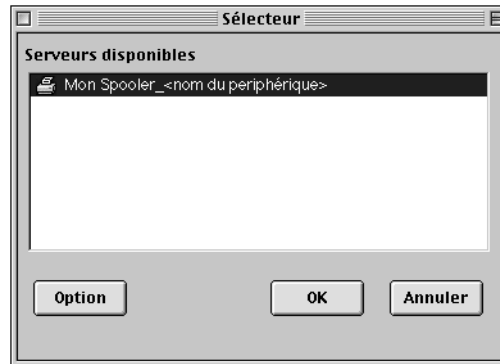 Sélecteur
Serveurs disponibles
Mon Spooler_<nom du periphérique>
Option OK Annuler